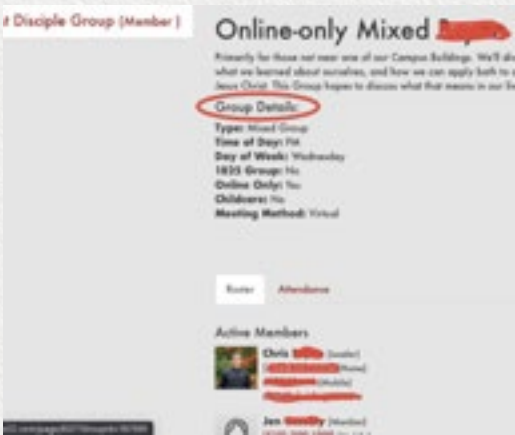 t Disciple Group (Member )
Online-only Mixed
Primarily for those not near one of our Campus Buildings. We'll
what we learned about ourselves, and how we can apply both to
Jesus Christ. This Group hopes to discuss what that means in our
Group Details:
Type: Mixed Group
Time of Day: PM
Day of Week: Wednesday
1825 Group: No
Online Only: Yes
Childcare: No
Meeting Method: Virtual
Roster Attendance
Active Members
Chris (Leader)
(Home)
(Mobile)
Jen (Member)